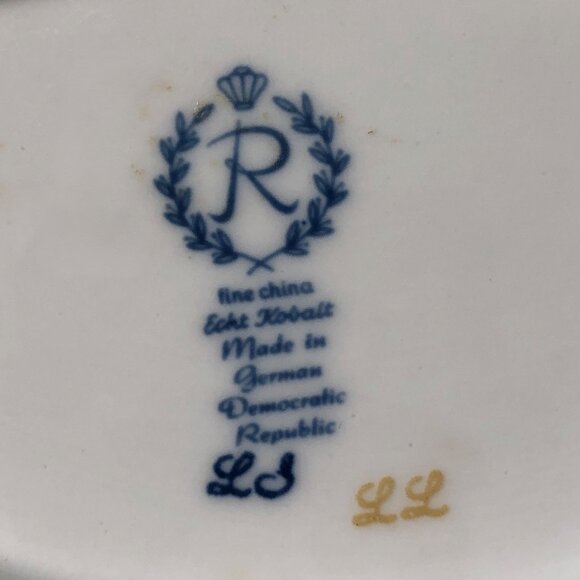 R
fine china
Echt Kobalt
Made in
German
Democratic
Republic
LS
LL